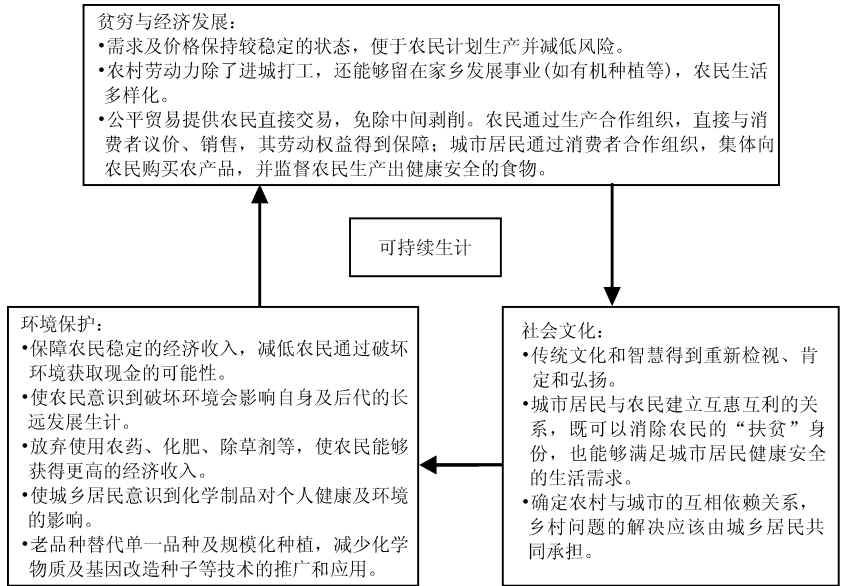 贫穷与经济发展：
•需求及价格保持较稳定的状态，便于农民计划生产并减低风险。
•农村劳动力除了进城打工，还能够留在家乡发展事业(如有机种植等)，农民生活
多样化。
•公平贸易提供农民直接交易，免除中间剥削。农民通过生产合作组织，直接与消
费者议价、销售，其劳动权益得到保障；城市居民通过消费者合作组织，集体向
农民购买农产品，并监督农民生产出健康安全的食物。
可持续生计
环境保护：
•保障农民稳定的经济收入，减低农民通过破坏
环境获取现金的可能性。
•使农民意识到破坏环境会影响自身及后代的长
远发展生计。
•放弃使用农药、化肥、除草剂等，使农民能够
获得更高的经济收入。
•使城乡居民意识到化学制品对个人健康及环境
的影响。
•老品种替代单一品种及规模化种植，减少化学
物质及基因改造种子等技术的推广和应用。
社会文化：
•传统文化和智慧得到重新检视、肯
定和弘扬。
•城市居民与农民建立互惠互利的关
系，既可以消除农民的“扶贫”身
份，也能够满足城市居民健康安全
的生活需求。
•确定农村与城市的互相依赖关系，
乡村问题的解决应该由城乡居民共
同承担。